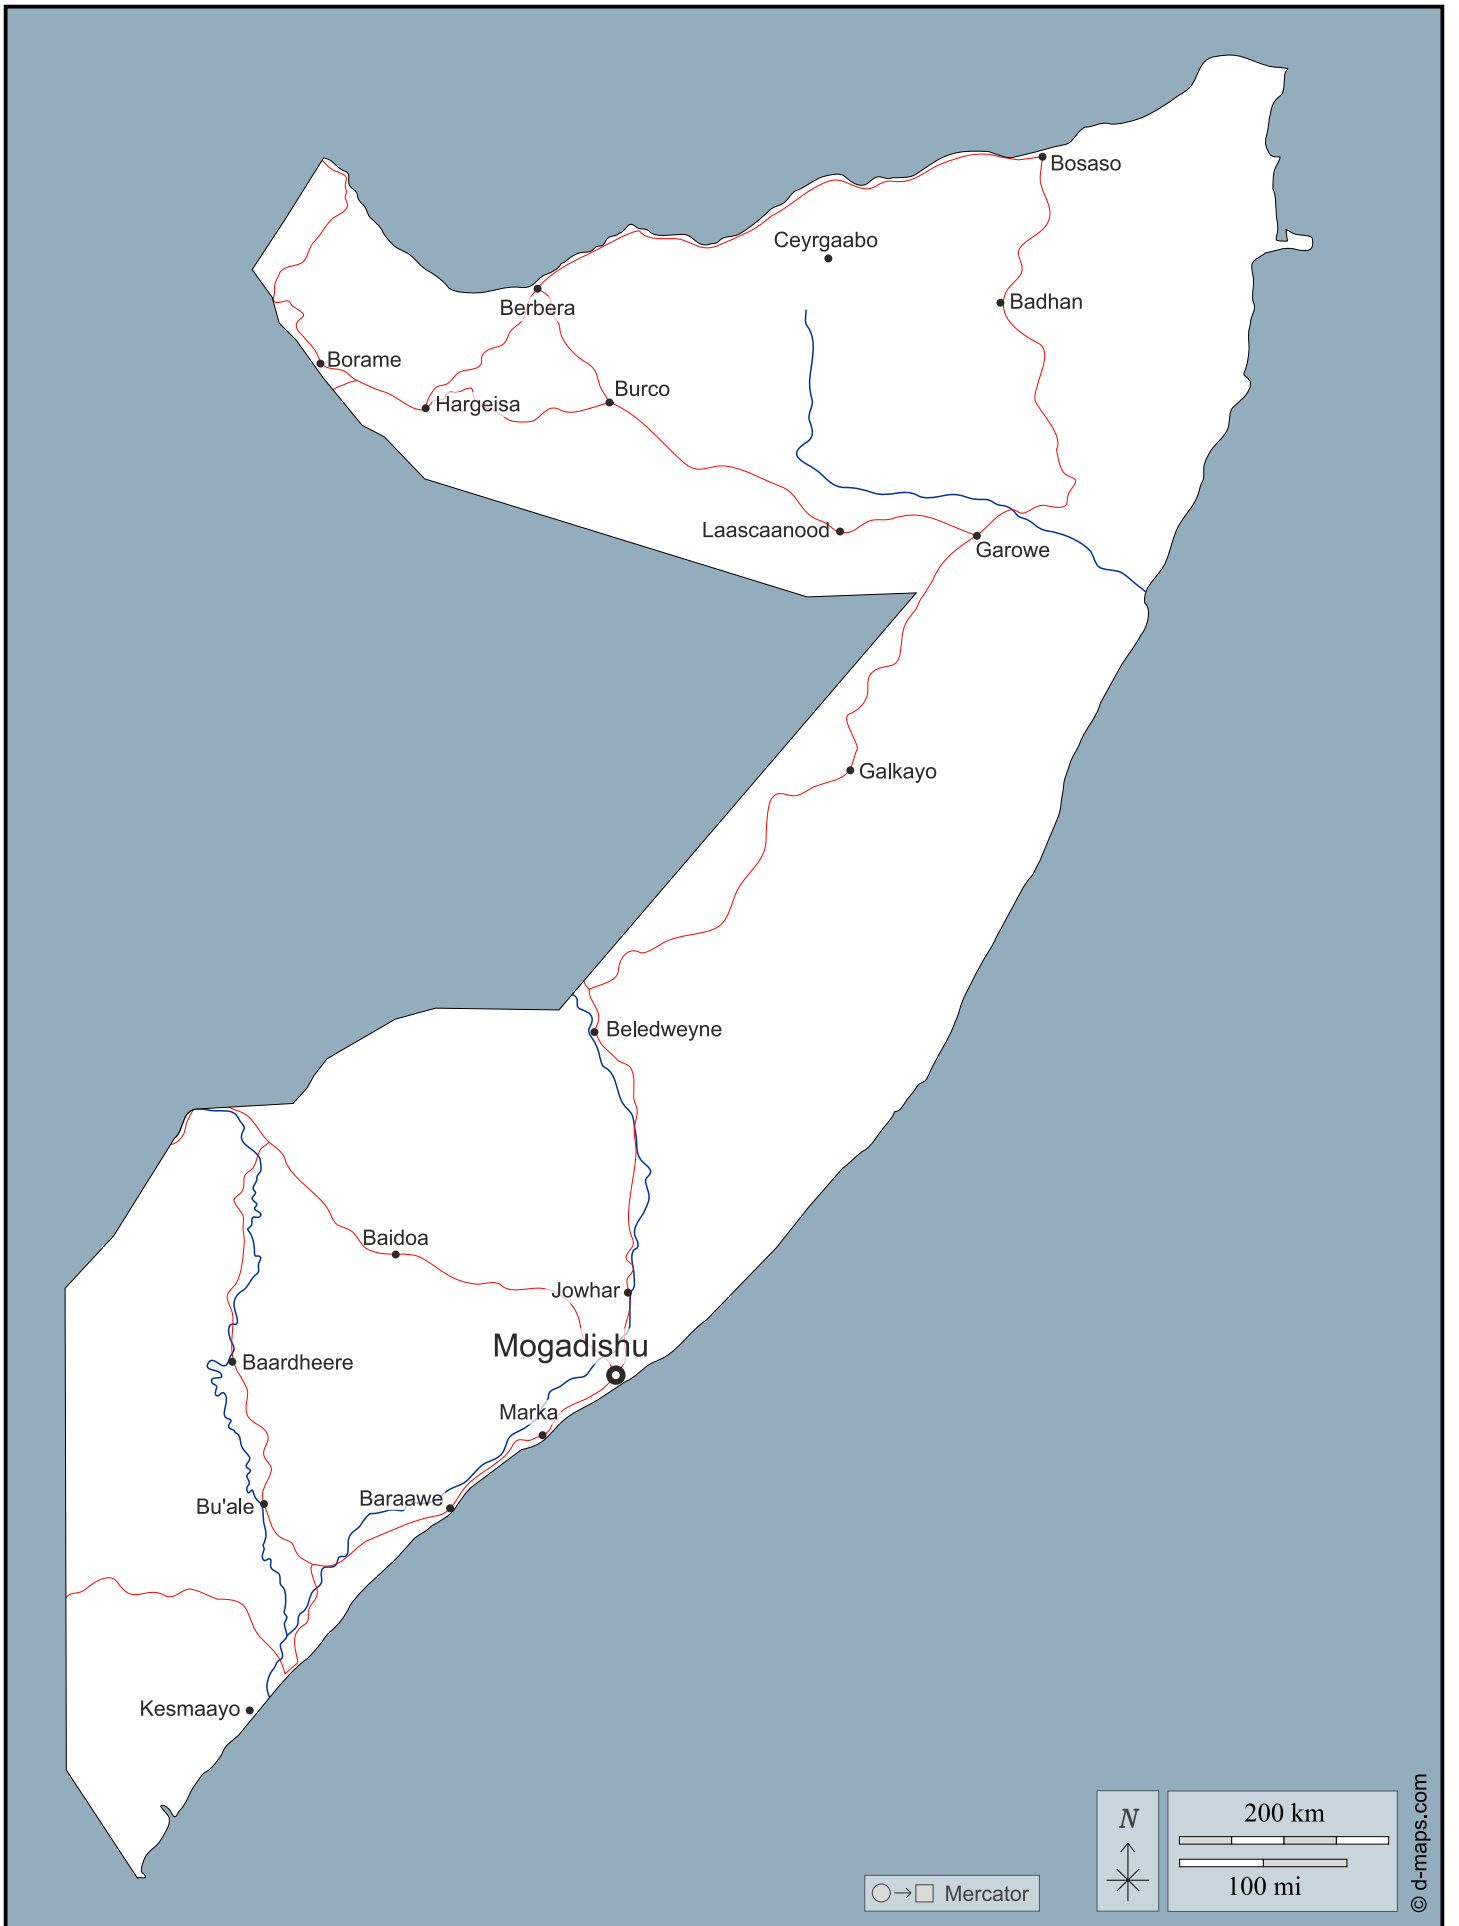 Bosaso
Ceyrgaabo
Badhan
Berbera
Borame
Burco
Hargeisa
Laascaanood
Garowe
Galkayo
Beledweyne
Baidoa
Jowhar
Mogadishu
Baardheere
Marka
Baraawe
Bu'ale
Kesmaayo
N
200 km
100 mi
Mercator
© d-maps.com